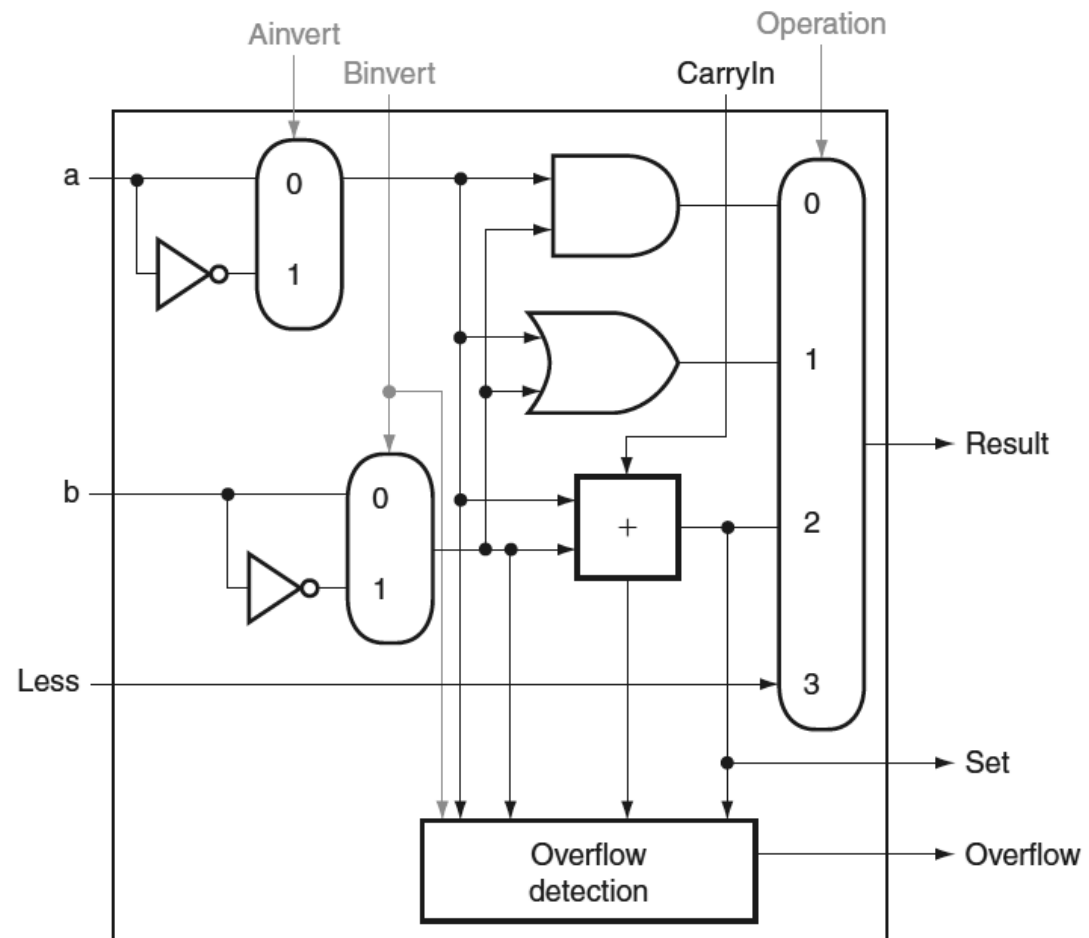 Operation
Ainvert
Binvert
CarryIn
a
0
0
1
1
Result
b
0
+
2
1
Less
3
Set
Overflow
detection
Overflow